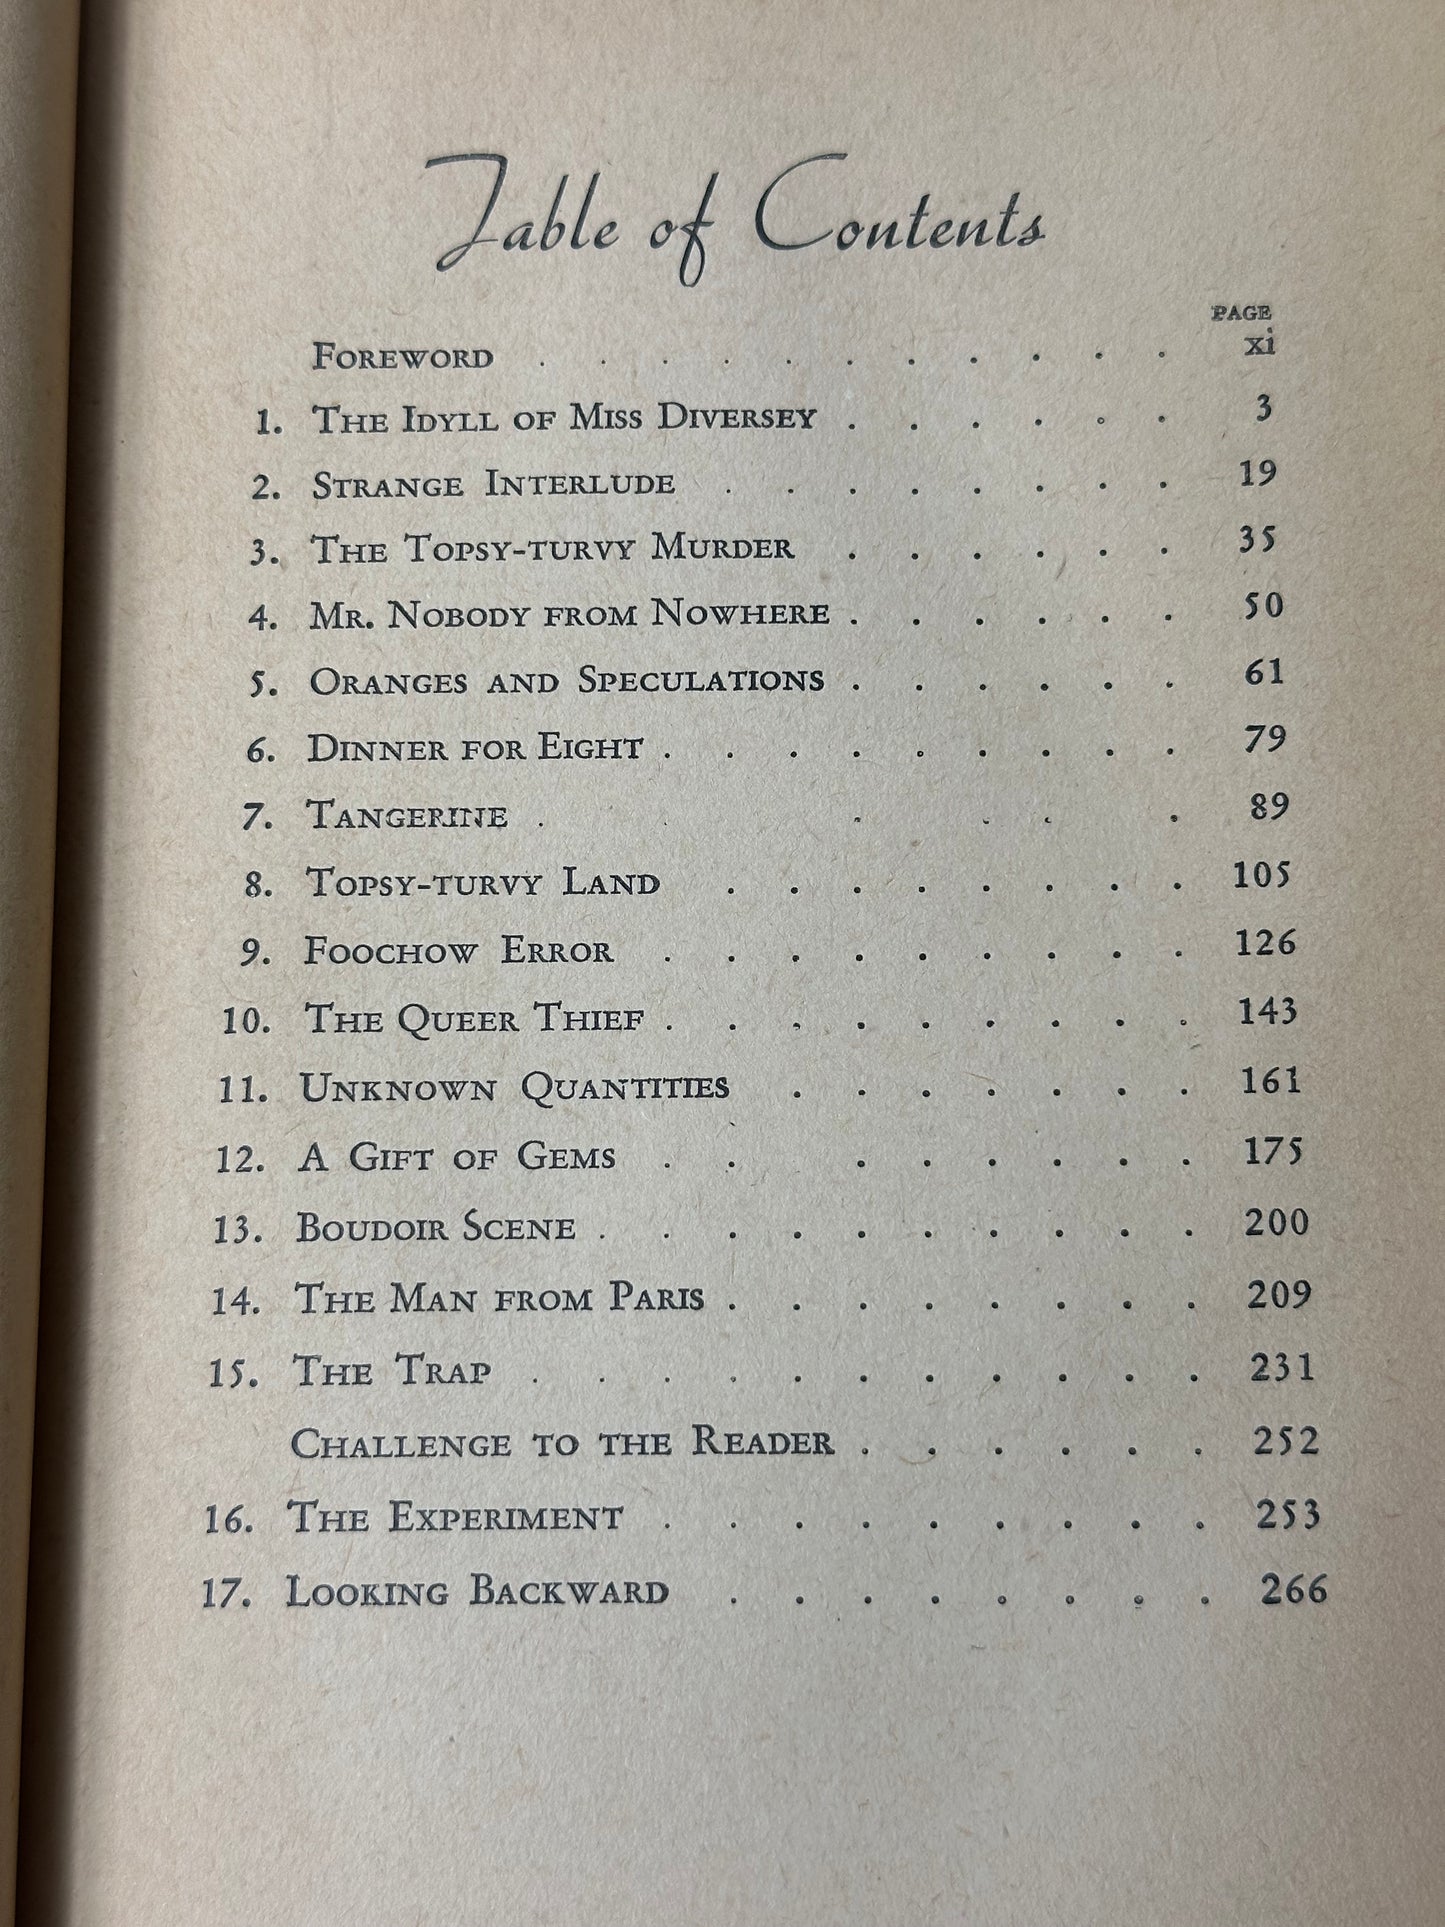 Table of Contents
PAGE
FOREWORD . . . . . . . . . . . xi
1. THE IDYLL OF MISS DIVERSEY . . . . . . 3
2. STRANGE INTERLUDE . . . . . . . . 19
3. THE TOPSY-TURVY MURDER . . . . . . 35
4. MR. NOBODY FROM NOWHERE . . . . . . 50
5. ORANGES AND SPECULATIONS . . . . . . 61
6. DINNER FOR EIGHT . . . . . . . . . 79
7. TANGERINE . . . . . . 89
8. TOPSY-TURVY LAND . . . . . . . . 105
9. FOOCHOW ERROR . . . . . . . . . 126
10. THE QUEER THIEF . . . . . . . . . 143
11. UNKNOWN QUANTITIES . . . . . . . 161
12. A GIFT OF GEMS . . . . . . . . 175
13. BOUDOIR SCENE . . . . . . . . . . 200
14. THE MAN FROM PARIS . . . . . . . . 209
15. THE TRAP . . . . . . . . . . . 231
CHALLENGE TO THE READER . . . . . . 252
16. THE EXPERIMENT . . . . . . . . . 253
17. LOOKING BACKWARD . . . . . . . . 266